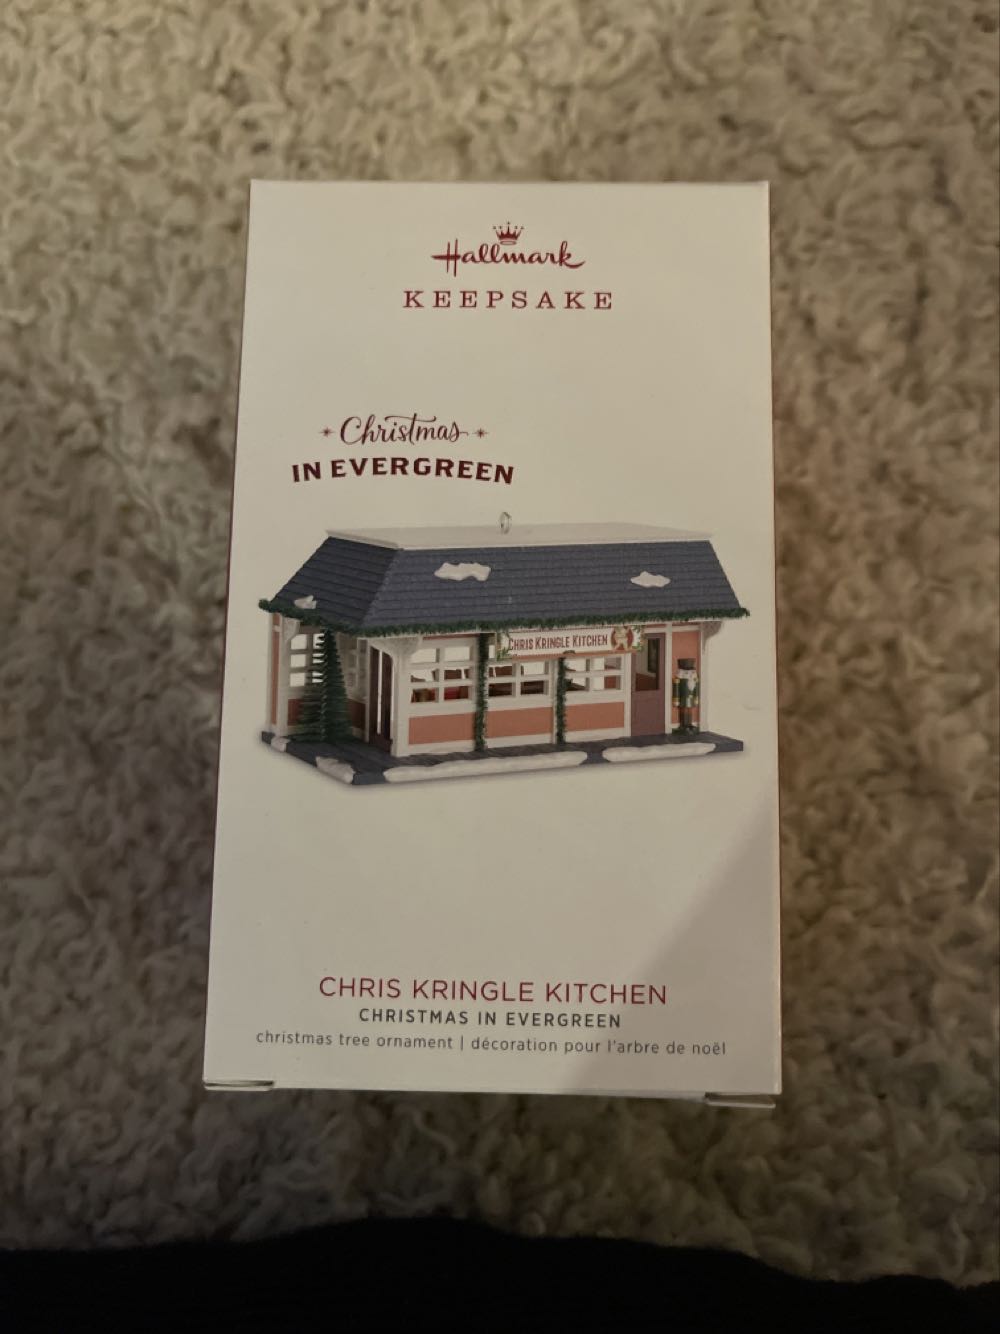 Hallmark
KEEPSAKE
Christmas
IN EVERGREEN
CHRIS KRINGLE KITCHEN
CHRIS KRINGLE KITCHEN
CHRISTMAS IN EVERGREEN
christmas tree ornament | décoration pour l'arbre de noël